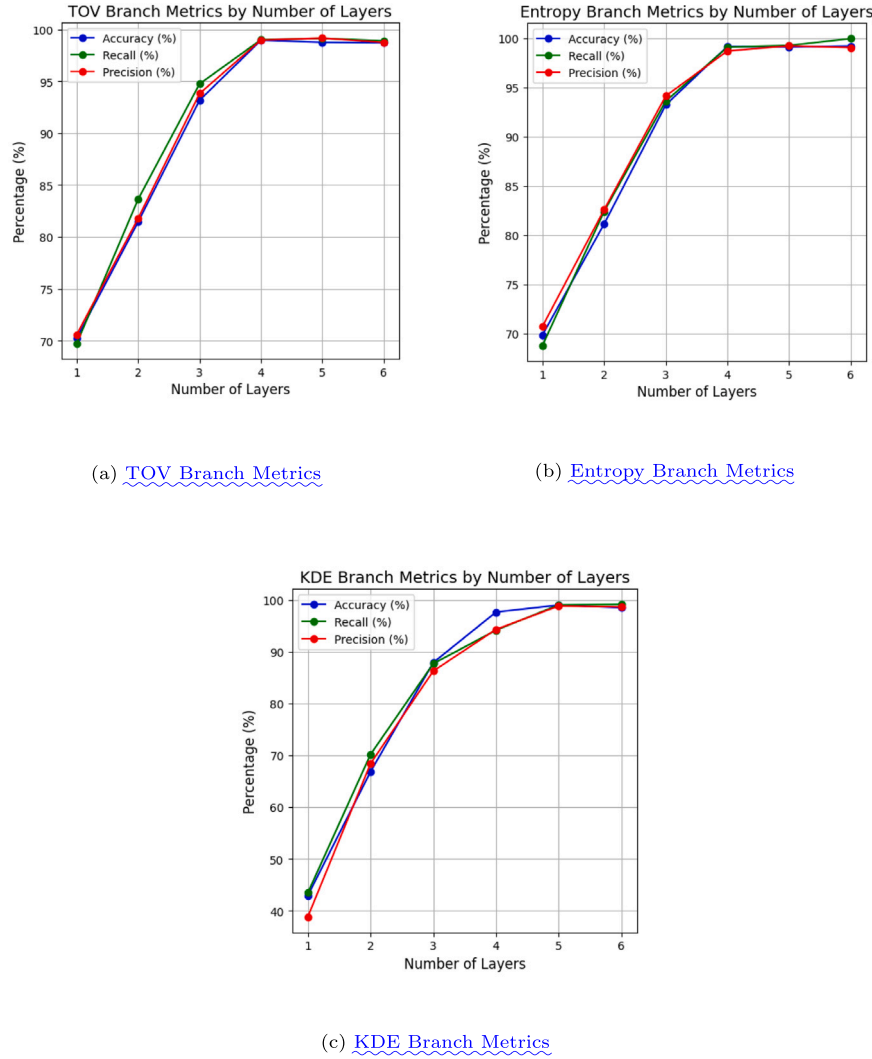 TOV Branch Metrics by Number of Layers
100
95
90
85
80
75
70
Percentage (%)
Accuracy (%)
Recall (%)
Precision (%)
1 2 3 4 5 6
Number of Layers
(a) TOV Branch Metrics
Entropy Branch Metrics by Number of Layers
100
95
90
85
80
75
70
Percentage (%)
Accuracy (%)
Recall (%)
Precision (%)
1 2 3 4 5 6
Number of Layers
(b) Entropy Branch Metrics
KDE Branch Metrics by Number of Layers
100
90
80
70
60
50
40
Percentage (%)
Accuracy (%)
Recall (%)
Precision (%)
1 2 3 4 5 6
Number of Layers
(c) KDE Branch Metrics